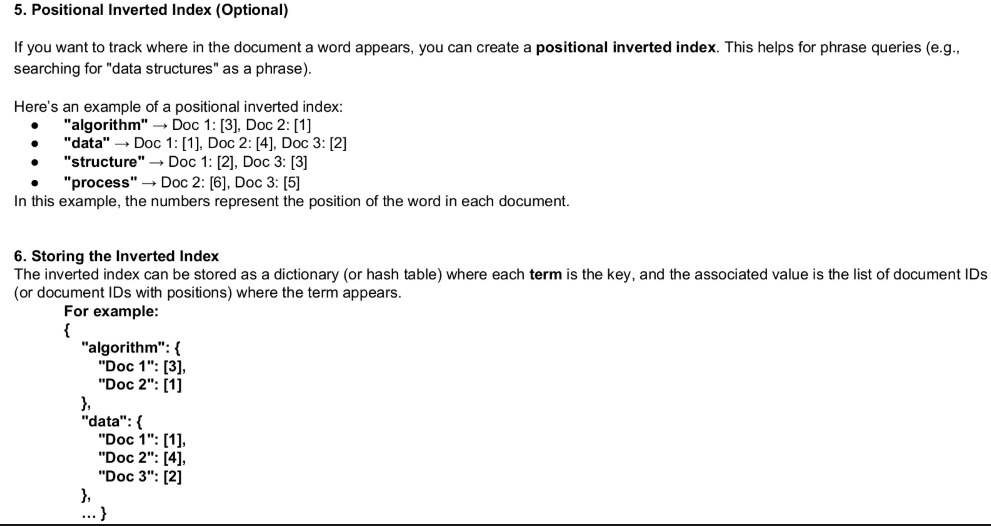 5. Positional Inverted Index (Optional)
If you want to track where in the document a word appears, you can create a positional inverted index. This helps for phrase queries (e.g.,
searching for "data structures" as a phrase).
Here's an example of a positional inverted index:
● "algorithm" → Doc 1: [3], Doc 2: [1]
● "data" → Doc 1: [1], Doc 2: [4], Doc 3: [2]
● "structure" → Doc 1: [2], Doc 3: [3]
● "process" → Doc 2: [6], Doc 3: [5]
In this example, the numbers represent the position of the word in each document.
6. Storing the Inverted Index
The inverted index can be stored as a dictionary (or hash table) where each term is the key, and the associated value is the list of document IDs
(or document IDs with positions) where the term appears.
For example:
{
"algorithm": {
"Doc 1": [3],
"Doc 2": [1]
},
"data": {
"Doc 1": [1],
"Doc 2": [4],
"Doc 3": [2]
},
... }